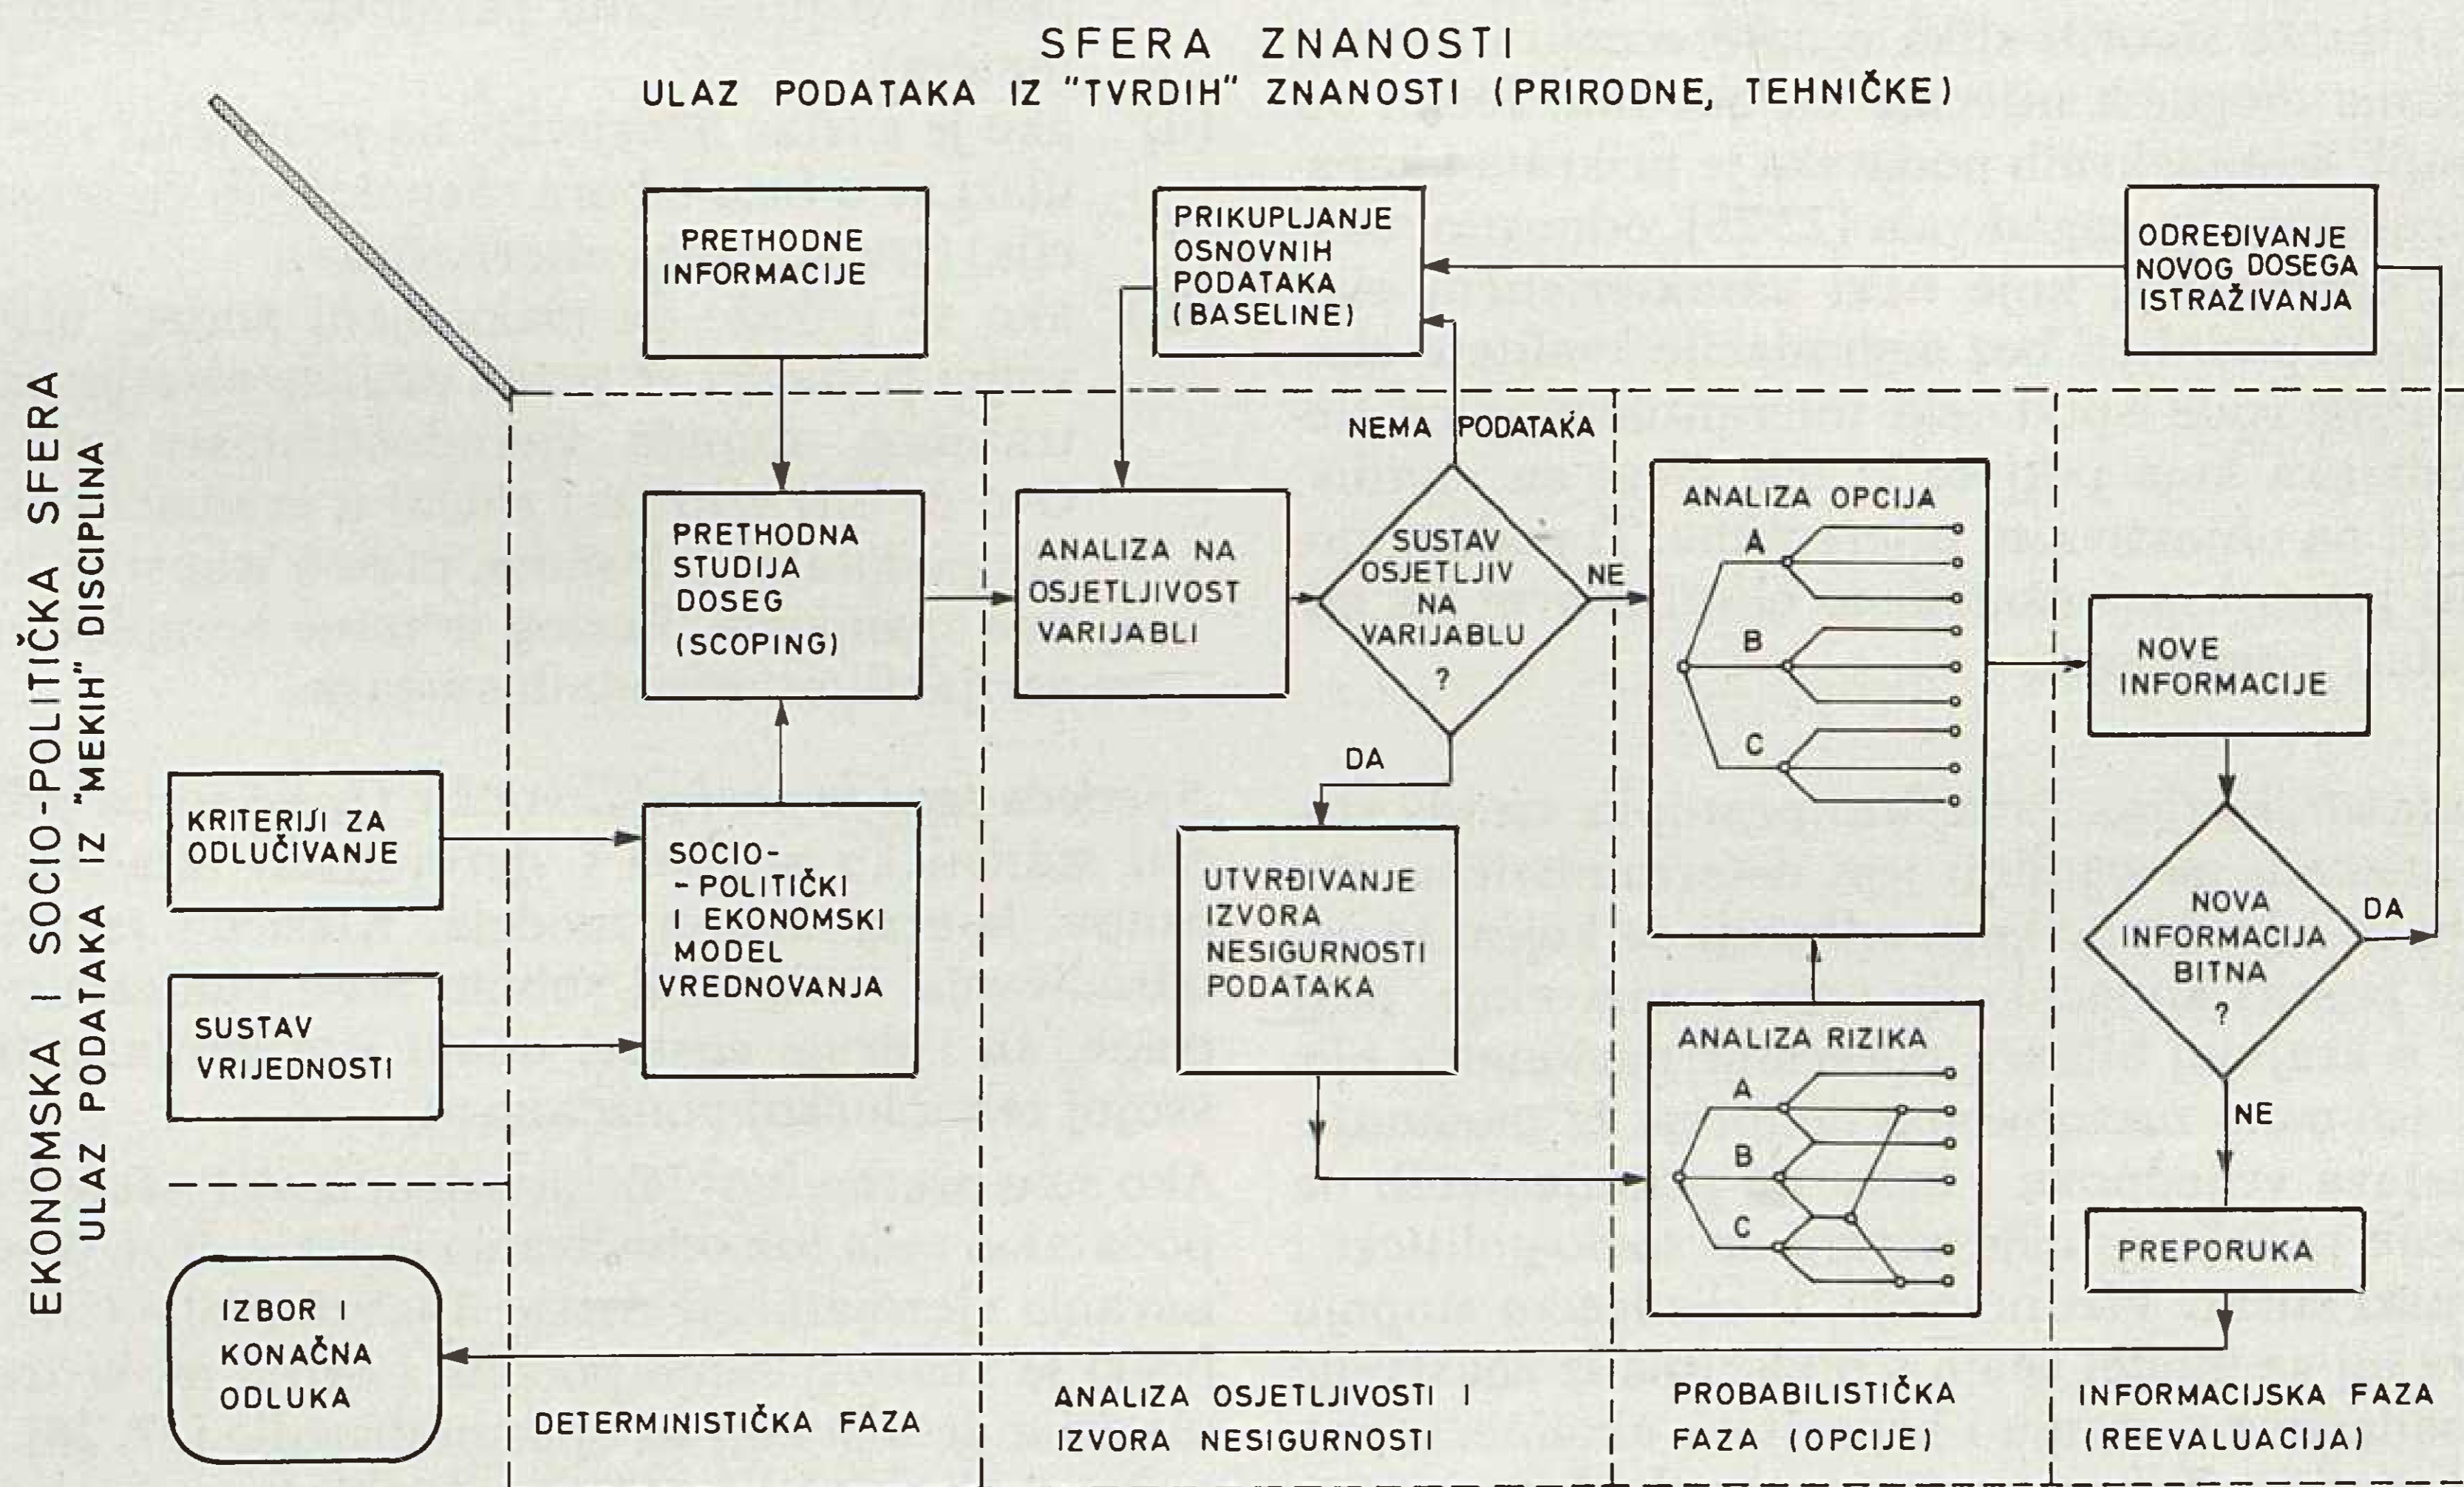 SFERA ZNANOSTI
ULAZ PODATAKA IZ "TVRDIH" ZNANOSTI (PRIRODNE, TEHNIČKE)
EKONOMSKA I SOCIO-POLITIČKA SFERA
ULAZ PODATAKA IZ "MEKIH" DISCIPLINA
PRETHODNE
INFORMACIJE
PRIKUPLJANJE
OSNOVNIH
PODATAKA
(BASELINE)
ODREĐIVANJE
NOVOG DOSEGA
ISTRAŽIVANJA
NEMA PODATAKA
PRETHODNA
STUDIJA
DOSEG
(SCOPING)
ANALIZA NA
OSJETLJIVOST
VARIJABLI
SUSTAV
OSJETLJIV
NA
VARIJABLU
?
NE
DA
ANALIZA OPCIJA
A
B
C
NOVE
INFORMACIJE
KRITERIJI ZA
ODLUČIVANJE
SOCIO-
-POLITIČKI
I EKONOMSKI
MODEL
VREDNOVANJA
UTVRĐIVANJE
IZVORA
NESIGURNOSTI
PODATAKA
NOVA
INFORMACIJA
BITNA
?
DA
NE
SUSTAV
VRIJEDNOSTI
ANALIZA RIZIKA
A
B
C
PREPORUKA
IZBOR I
KONAČNA
ODLUKA
DETERMINISTIČKA FAZA
ANALIZA OSJETLJIVOSTI I
IZVORA NESIGURNOSTI
PROBABILISTIČKA
FAZA (OPCIJE)
INFORMACIJSKA FAZA
(REEVALUACIJA)